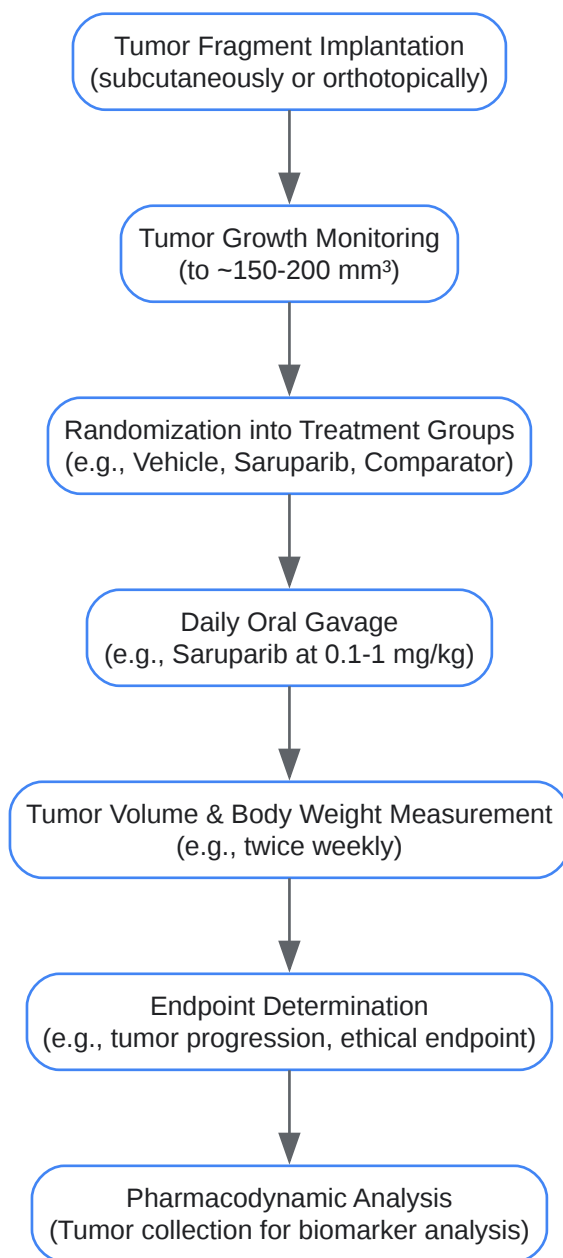 Tumor Fragment Implantation
(subcutaneously or orthotopically)
Tumor Growth Monitoring
(to ~150-200 mm³)
Randomization into Treatment Groups
(e.g., Vehicle, Saruparib, Comparator)
Daily Oral Gavage
(e.g., Saruparib at 0.1-1 mg/kg)
Tumor Volume & Body Weight Measurement
(e.g., twice weekly)
Endpoint Determination
(e.g., tumor progression, ethical endpoint)
Pharmacodynamic Analysis
(Tumor collection for biomarker analysis)